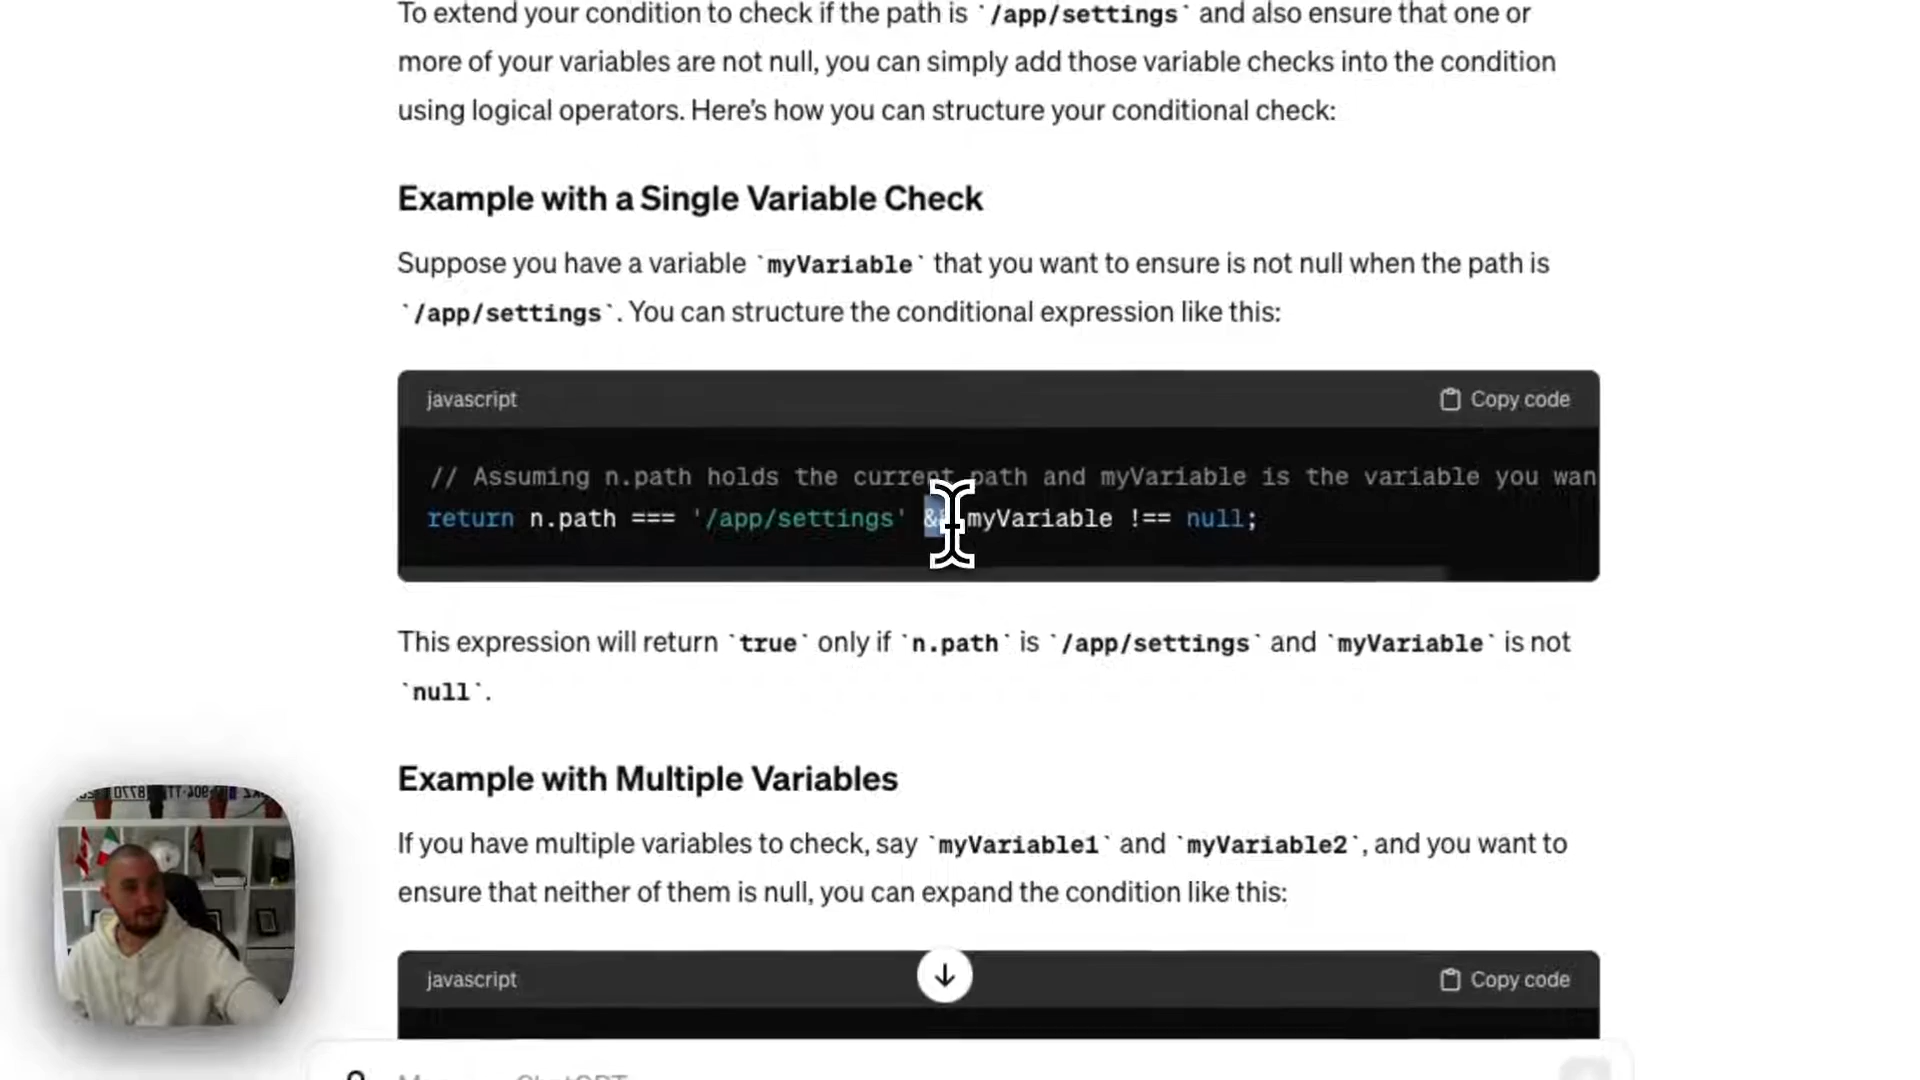 To extend your condition to check if the path is `/app/settings` and also ensure that one or
more of your variables are not null, you can simply add those variable checks into the condition
using logical operators. Here's how you can structure your conditional check:
Example with a Single Variable Check
Suppose you have a variable `myVariable` that you want to ensure is not null when the path is
`/app/settings`. You can structure the conditional expression like this:
javascript
Copy code
// Assuming n.path holds the current path and myVariable is the variable you wan
return n.path === '/app/settings' && myVariable !== null;
This expression will return `true` only if `n.path` is `/app/settings` and `myVariable` is not
`null`.
Example with Multiple Variables
If you have multiple variables to check, say `myVariable1` and `myVariable2`, and you want to
ensure that neither of them is null, you can expand the condition like this:
javascript
Copy code
ChatGPT